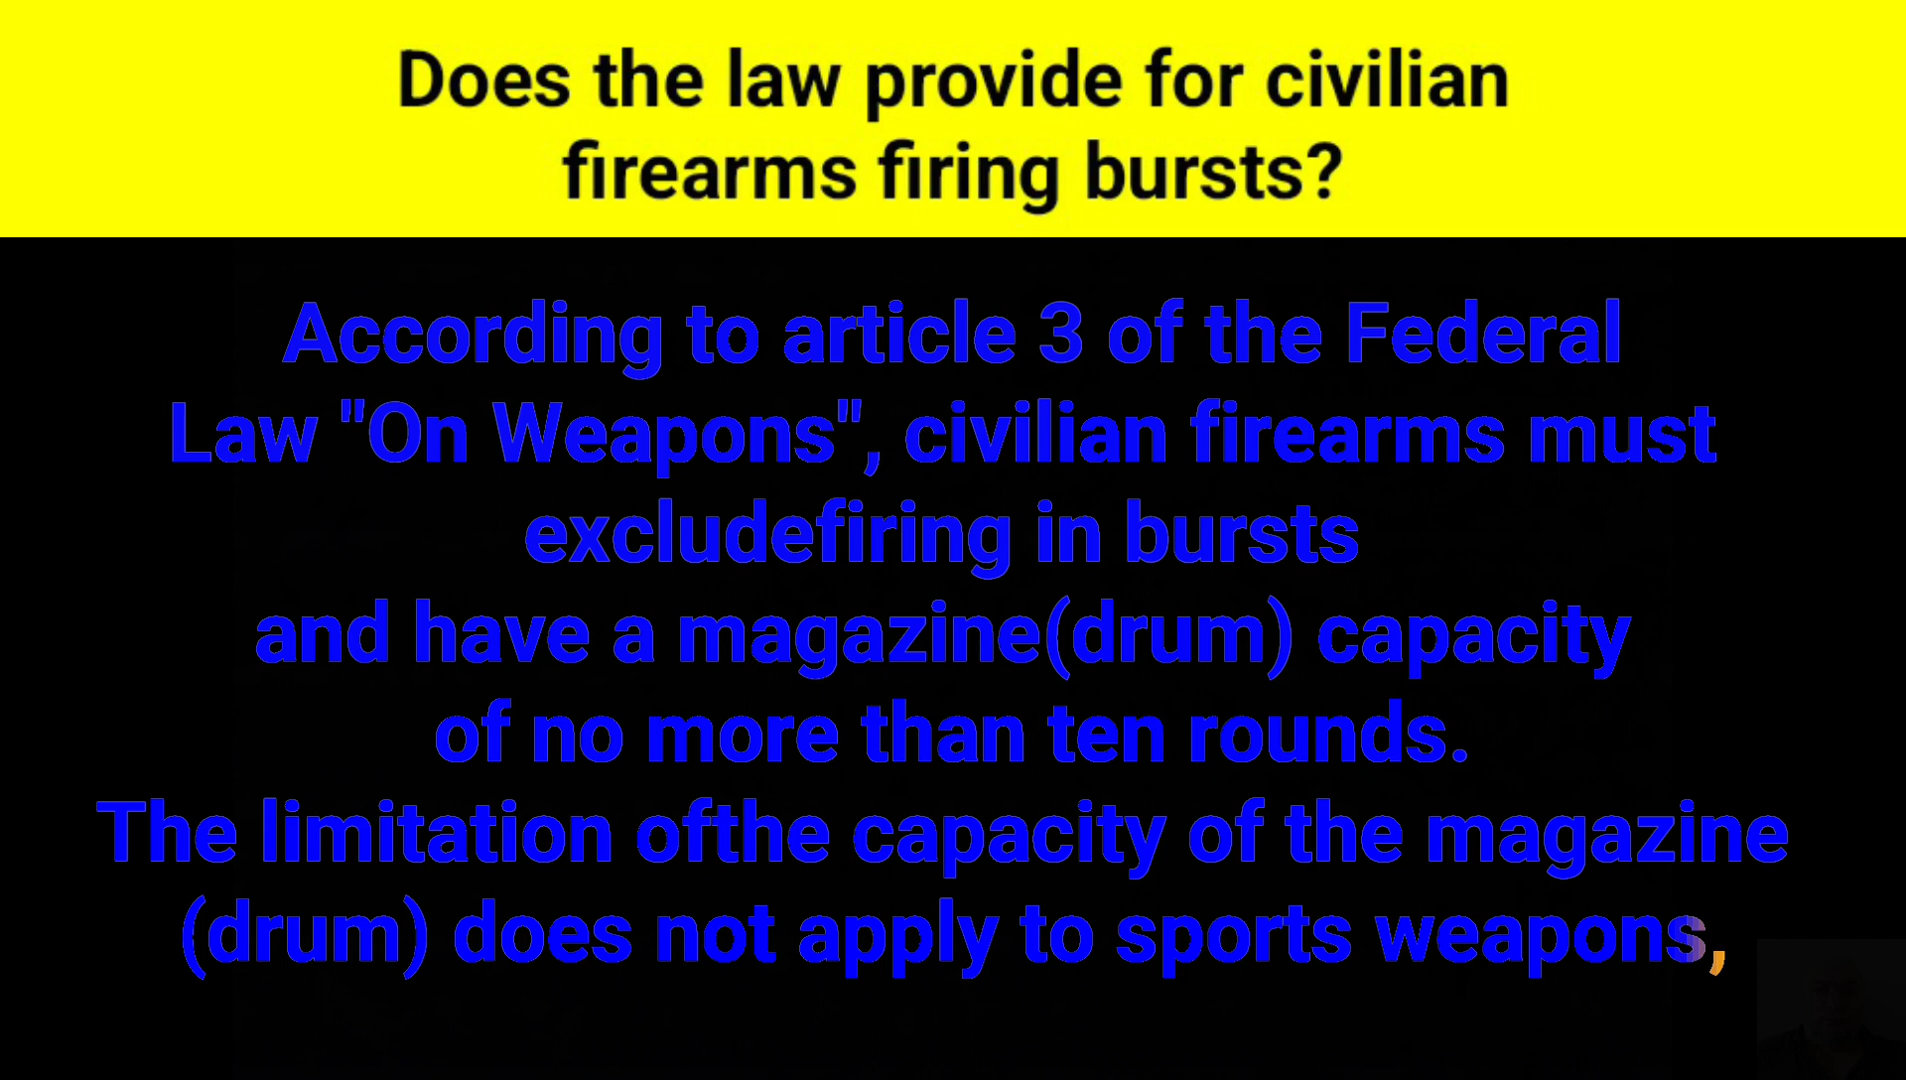 Does the law provide for civilian
firearms firing bursts?
According to article 3 of the Federal
Law "On Weapons", civilian firearms must
excludefiring in bursts
and have a magazine(drum) capacity
of no more than ten rounds.
The limitation ofthe capacity of the magazine
(drum) does not apply to sports weapons,